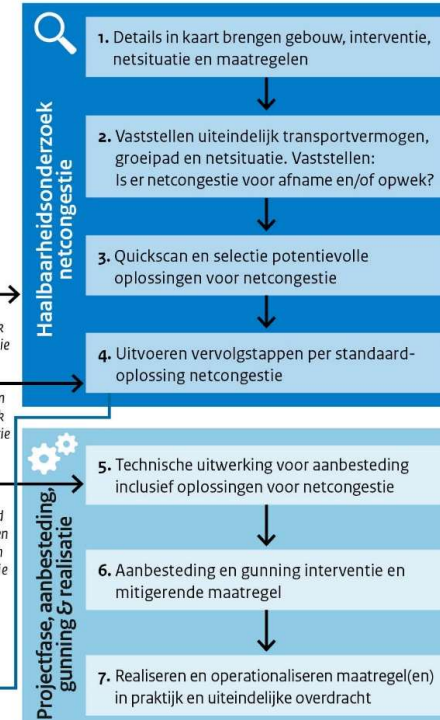 Haalbaarheidsonderzoek
netcongestie
1. Details in kaart brengen gebouw, interventie,
netsituatie en maatregelen
2. Vaststellen uiteindelijk transportvermogen,
groeipad en netsituatie. Vaststellen:
Is er netcongestie voor afname en/of opwek?
3. Quickscan en selectie potentievolle
oplossingen voor netcongestie
4. Uitvoeren vervolgstappen per standaard-
oplossing netcongestie
Projectfase, aanbesteding,
gunning & realisatie
5. Technische uitwerking voor aanbesteding
inclusief oplossingen voor netcongestie
6. Aanbesteding en gunning interventie en
mitigerende maatregel
7. Realiseren en operationaliseren maatregel(en)
in praktijk en uiteindelijke overdracht